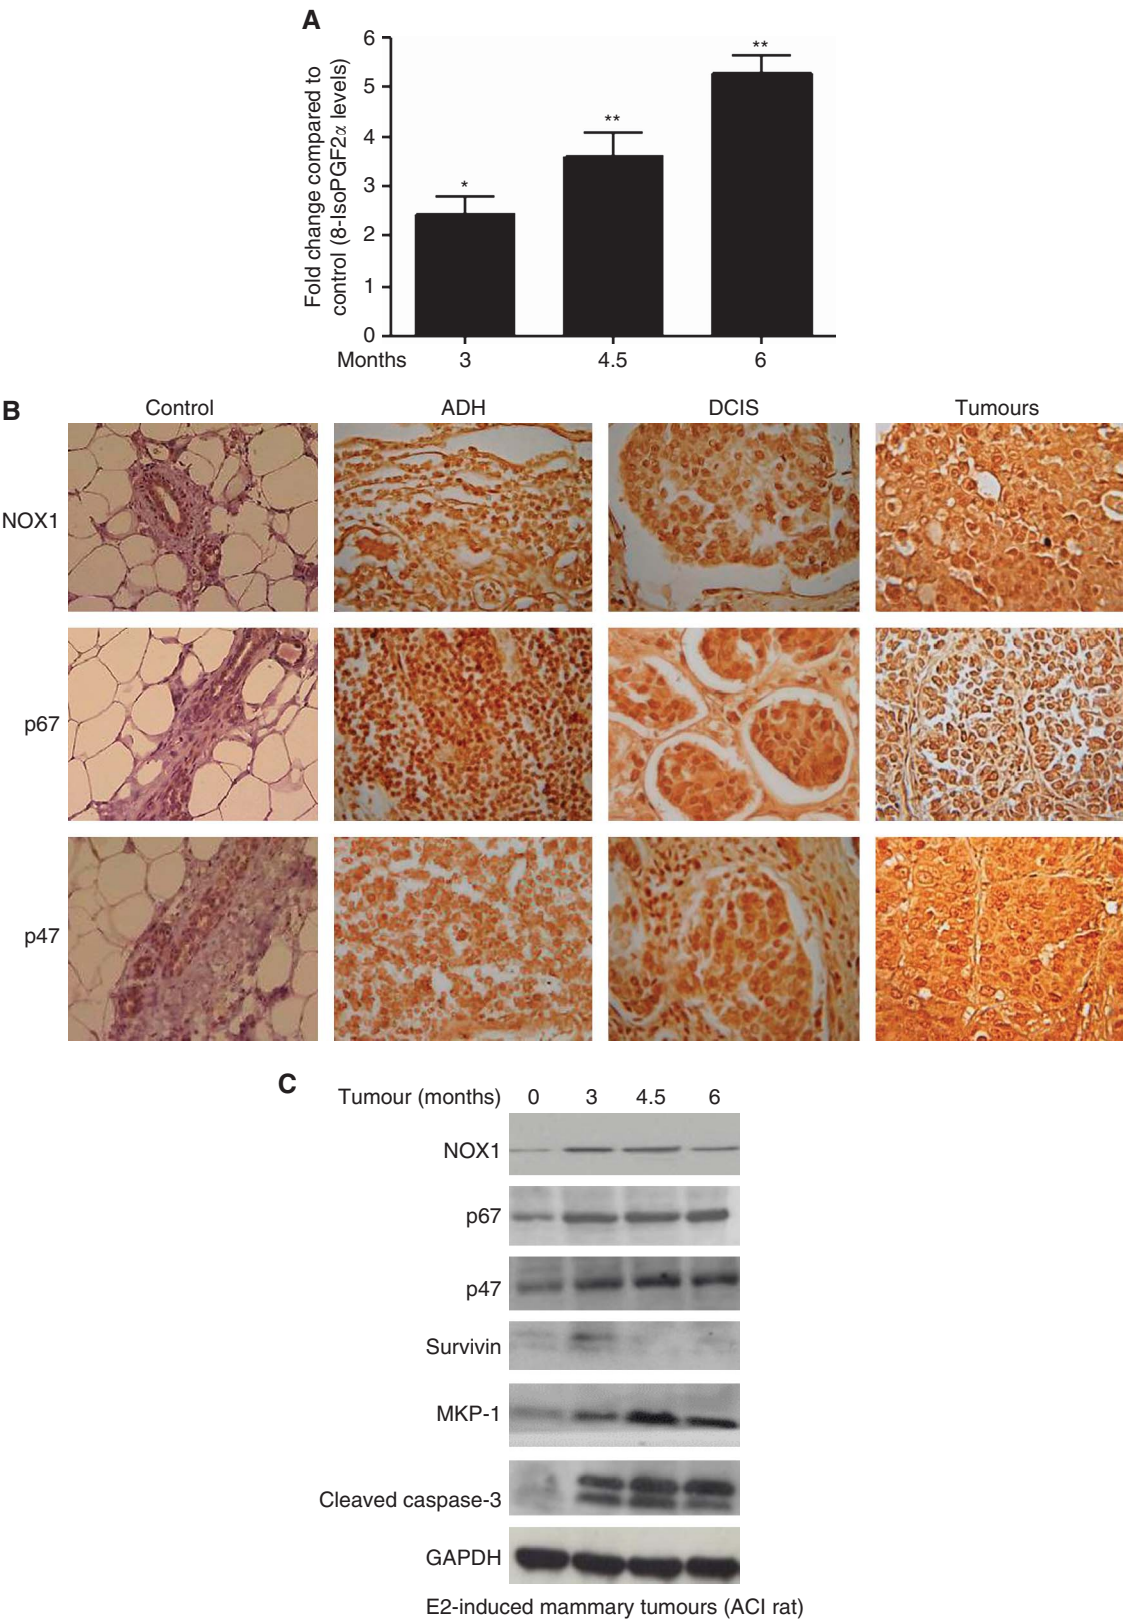 A
Fold change compared to
control (8-IsoPGF2α levels)
6
5
4
3
2
1
0
*
**
**
Months 3 4.5 6
B
Control ADH DCIS Tumours
NOX1
p67
p47
C
Tumour (months) 0 3 4.5 6
NOX1
p67
p47
Survivin
MKP-1
Cleaved caspase-3
GAPDH
E2-induced mammary tumours (ACI rat)